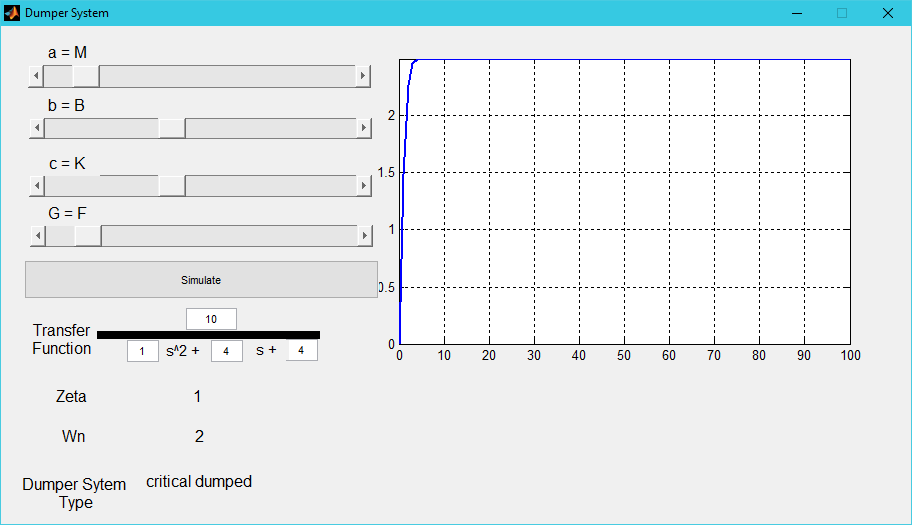 Dumper System
a = M
b = B
c = K
G = F
Simulate
Transfer
Function
10
1 s^2 + 4 s + 4
Zeta 1
Wn 2
Dumper Sytem
Type
critical dumped
2
1.5
1
0.5
0
0 10 20 30 40 50 60 70 80 90 100